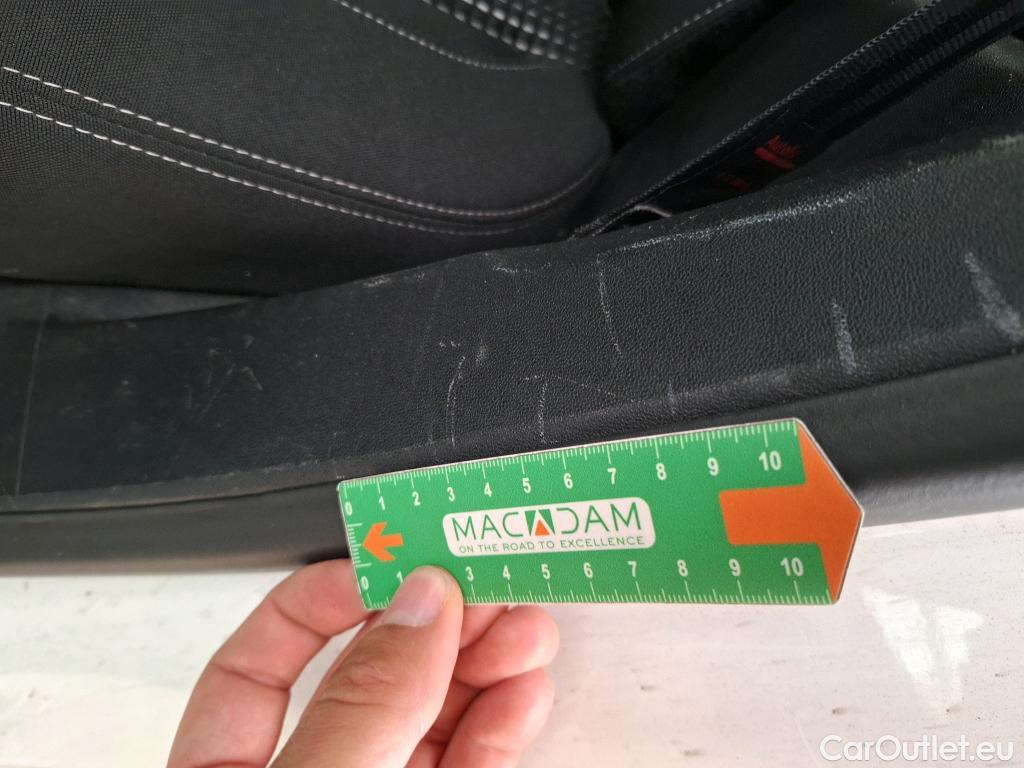 0 1 2 3 4 5 6 7 8 9 10
MACADAM
ON THE ROAD TO EXCELLENCE
0 1 3 4 5 6 7 8 9 10
CarOutlet.eu